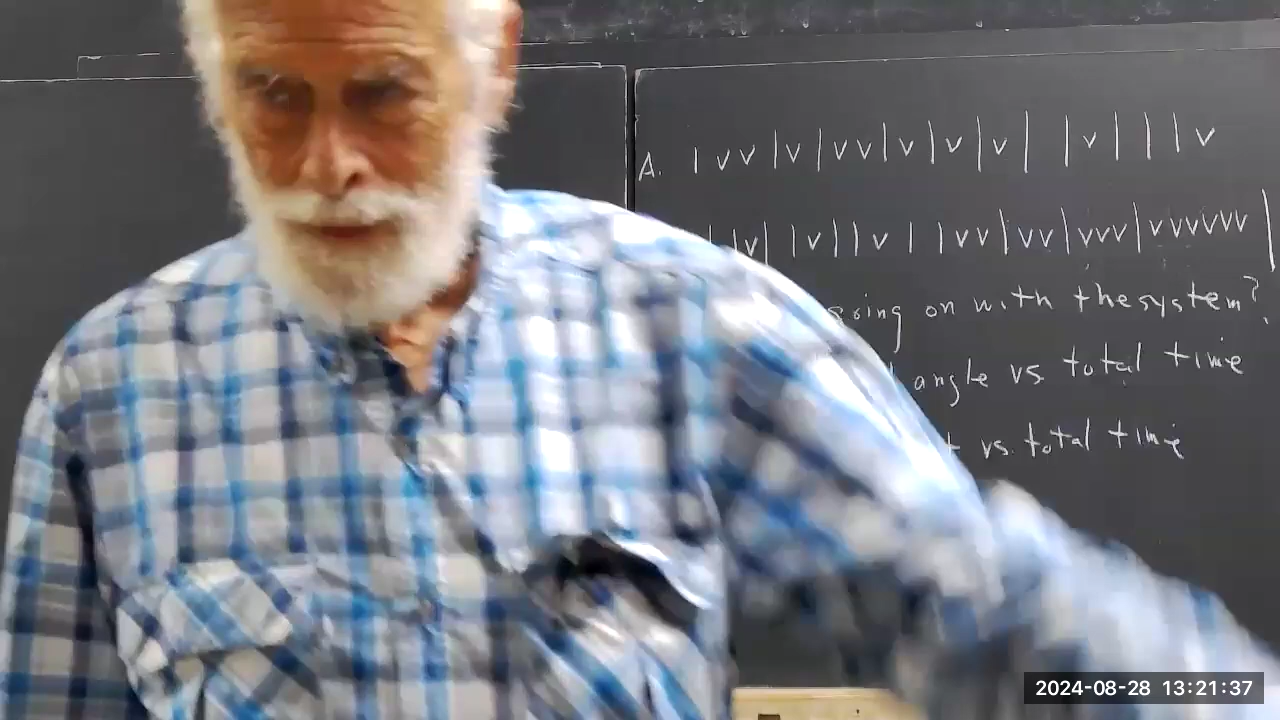 A. | v v | v | v v | v | v | v | | v | | | v
| v | | v | | v | | v v | v v | v v v | v v v v v v |
going on with the system?
angle vs. total time
vs. total time
2024-08-28 13:21:37